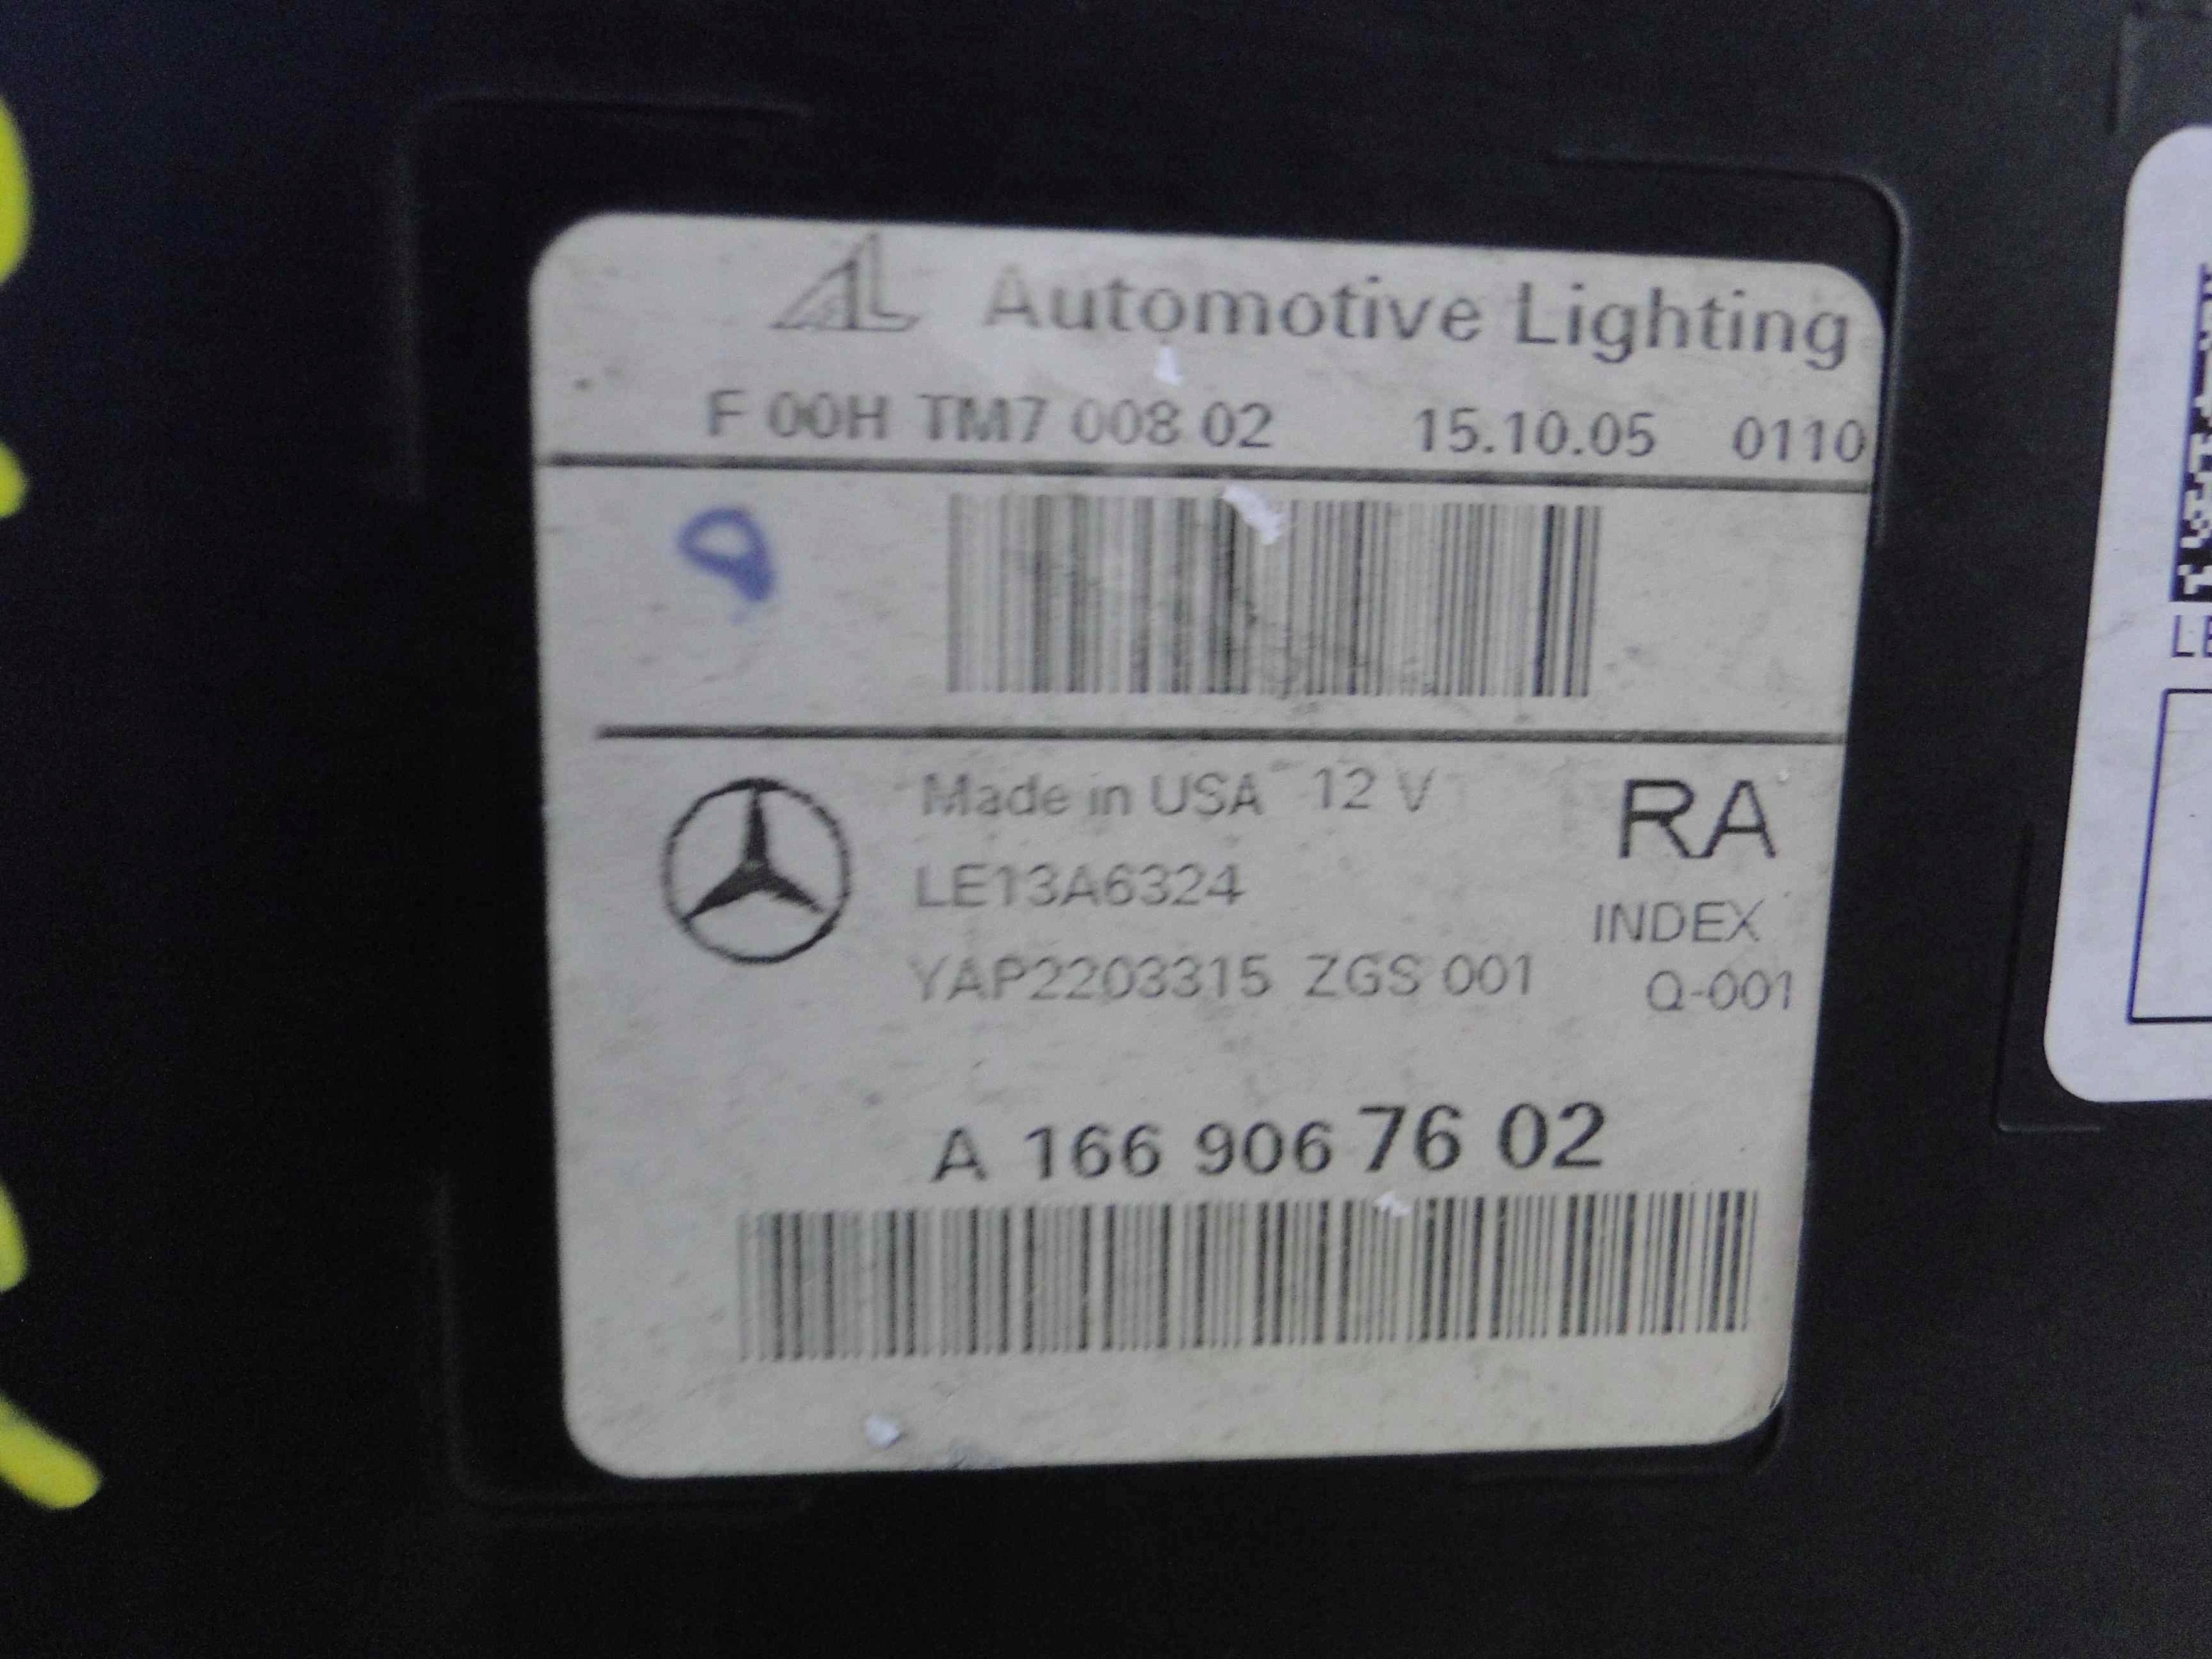 AL Automotive Lighting
F 00H TM7 008 02 15.10.05 0110
Made in USA 12 V RA
LE13A6324
INDEX
YAP2203315 ZGS 001 Q-001
A 166 906 76 02